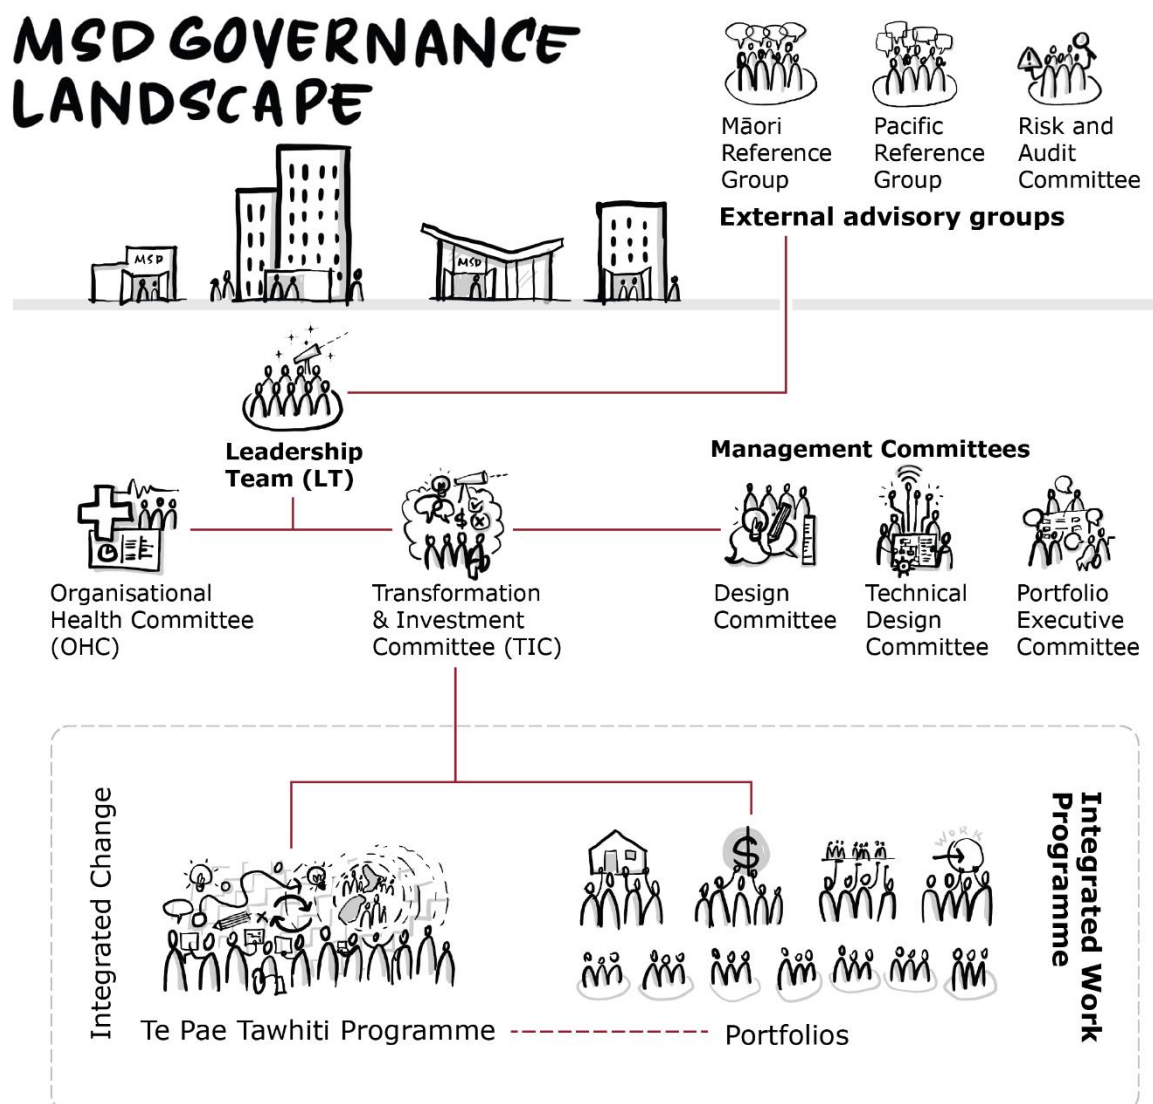 MSD GOVERNANCE
LANDSCAPE
Māori
Reference
Group
Pacific
Reference
Group
Risk and
Audit
Committee
External advisory groups
MSD
MSD
Leadership
Team (LT)
Management Committees
$
Organisational
Health Committee
(OHC)
Transformation
& Investment
Committee (TIC)
Design
Committee
Technical
Design
Committee
Portfolio
Executive
Committee
Integrated Change
Integrated Work
Programme
$
WORK
Te Pae Tawhiti Programme
Portfolios